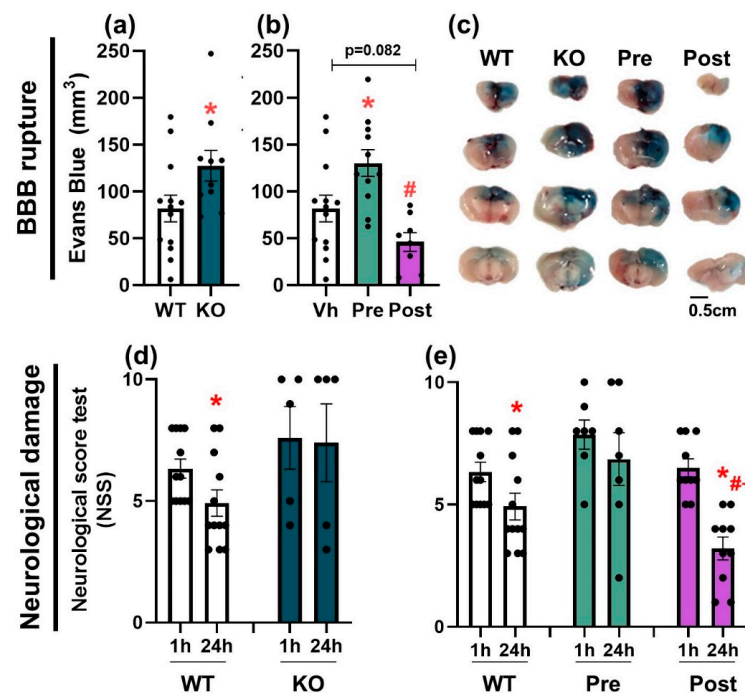 (a)
(b)
(c)
BBB rupture
Evans Blue (mm³)
250
200
150
100
50
0
*
WT KO
250
200
150
100
50
0
p=0.082
*
#
Vh Pre Post
WT KO Pre Post
0.5cm
(d)
(e)
Neurological damage
Neurological score test
(NSS)
10
5
0
*
1h 24h 1h 24h
WT KO
10
5
0
*
*
#
1h 24h 1h 24h 1h 24h
WT Pre Post